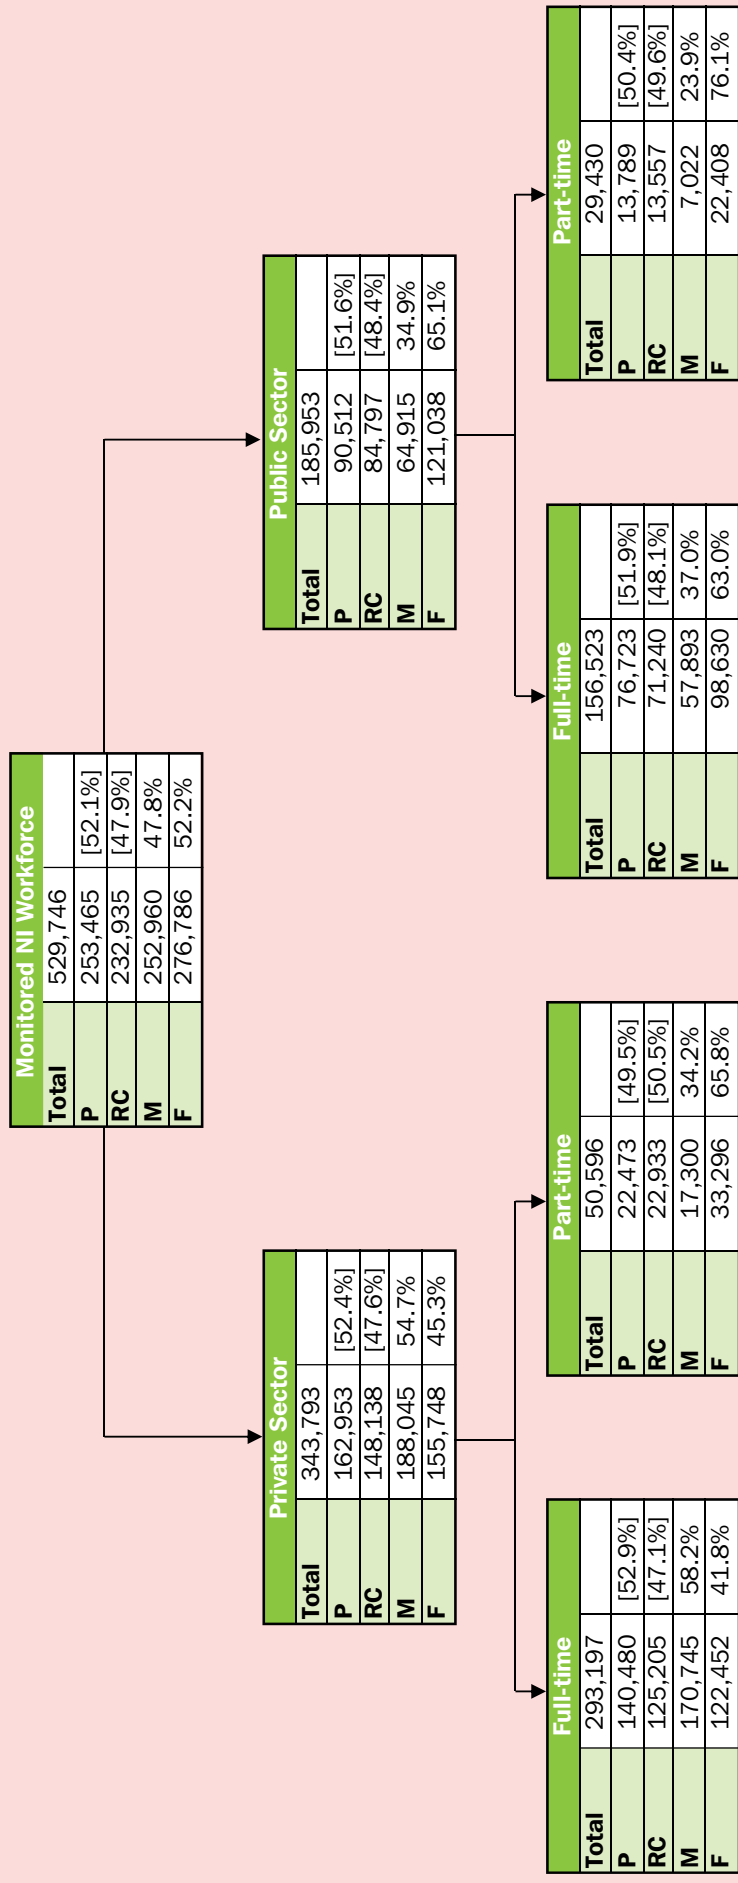 Monitored NI Workforce
Total 529,746
P 253,465 [52.1%]
RC 232,935 [47.9%]
M 252,960 47.8%
F 276,786 52.2%
Private Sector
Total 343,793
P 162,953 [52.4%]
RC 148,138 [47.6%]
M 188,045 54.7%
F 155,748 45.3%
Public Sector
Total 185,953
P 90,512 [51.6%]
RC 84,797 [48.4%]
M 64,915 34.9%
F 121,038 65.1%
Full-time
Total 293,197
P 140,480 [52.9%]
RC 125,205 [47.1%]
M 170,745 58.2%
F 122,452 41.8%
Part-time
Total 50,596
P 22,473 [49.5%]
RC 22,933 [50.5%]
M 17,300 34.2%
F 33,296 65.8%
Full-time
Total 156,523
P 76,723 [51.9%]
RC 71,240 [48.1%]
M 57,893 37.0%
F 98,630 63.0%
Part-time
Total 29,430
P 13,789 [50.4%]
RC 13,557 [49.6%]
M 7,022 23.9%
F 22,408 76.1%